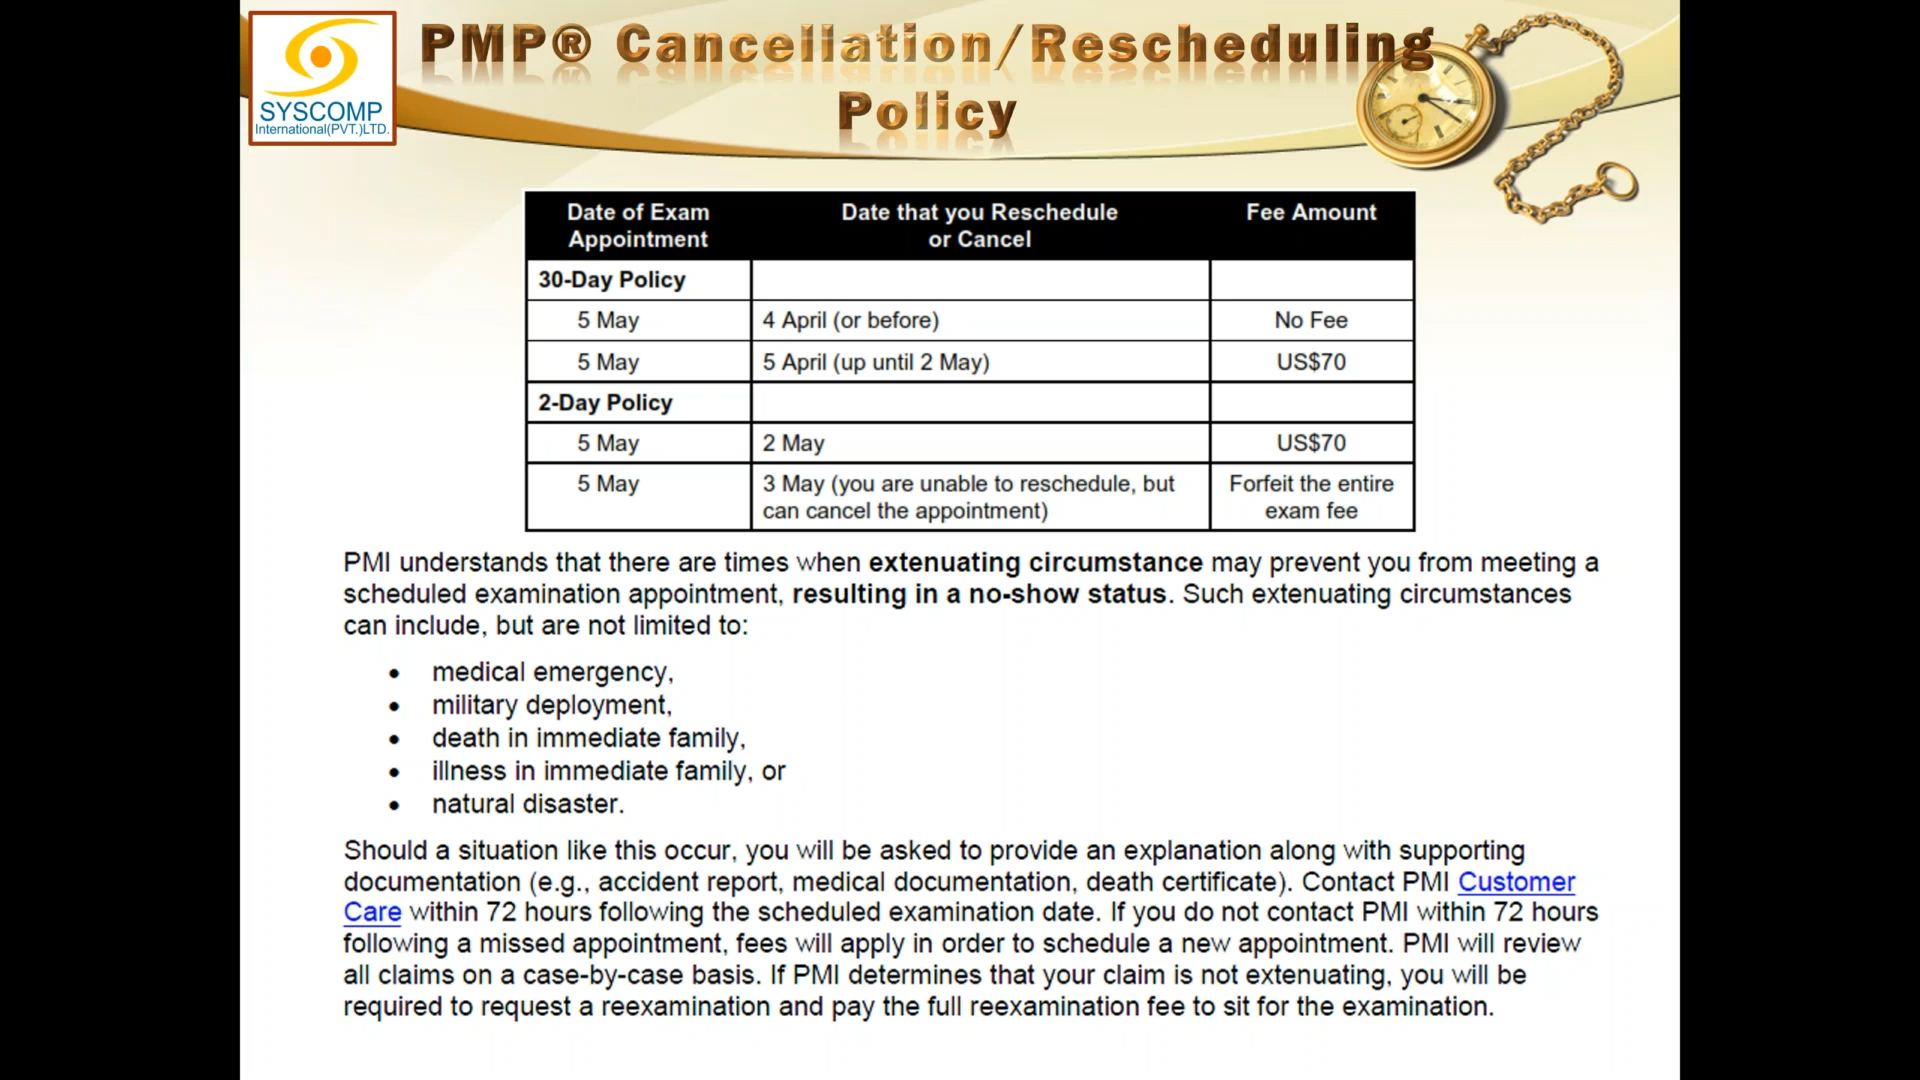 SYSCOMP
International(PVT.)LTD.
PMP® Cancellation/Rescheduling
Policy
Date of Exam Appointment | Date that you Reschedule or Cancel | Fee Amount
30-Day Policy
5 May | 4 April (or before) | No Fee
5 May | 5 April (up until 2 May) | US$70
2-Day Policy
5 May | 2 May | US$70
5 May | 3 May (you are unable to reschedule, but can cancel the appointment) | Forfeit the entire exam fee
PMI understands that there are times when extenuating circumstance may prevent you from meeting a
scheduled examination appointment, resulting in a no-show status. Such extenuating circumstances
can include, but are not limited to:
• medical emergency,
• military deployment,
• death in immediate family,
• illness in immediate family, or
• natural disaster.
Should a situation like this occur, you will be asked to provide an explanation along with supporting
documentation (e.g., accident report, medical documentation, death certificate). Contact PMI Customer
Care within 72 hours following the scheduled examination date. If you do not contact PMI within 72 hours
following a missed appointment, fees will apply in order to schedule a new appointment. PMI will review
all claims on a case-by-case basis. If PMI determines that your claim is not extenuating, you will be
required to request a reexamination and pay the full reexamination fee to sit for the examination.